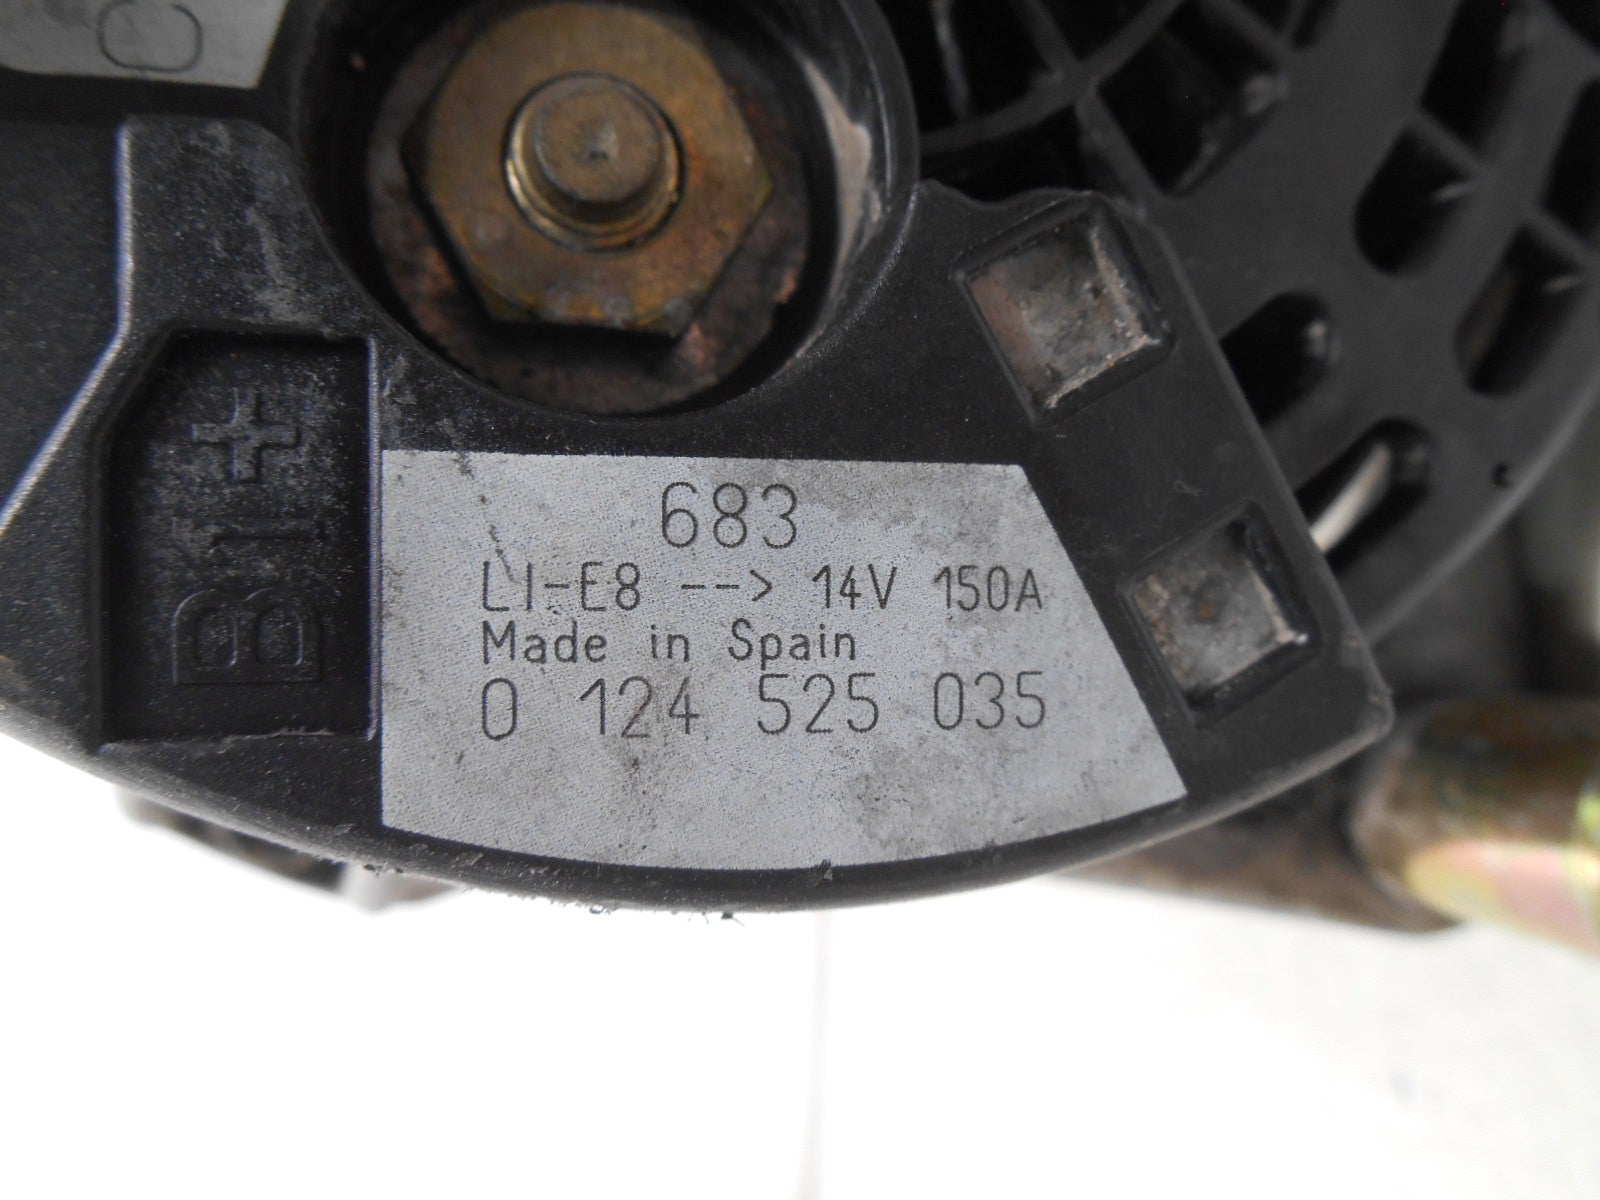 C
B1+
683
LI-E8 --> 14V 150A
Made in Spain
0 124 525 035